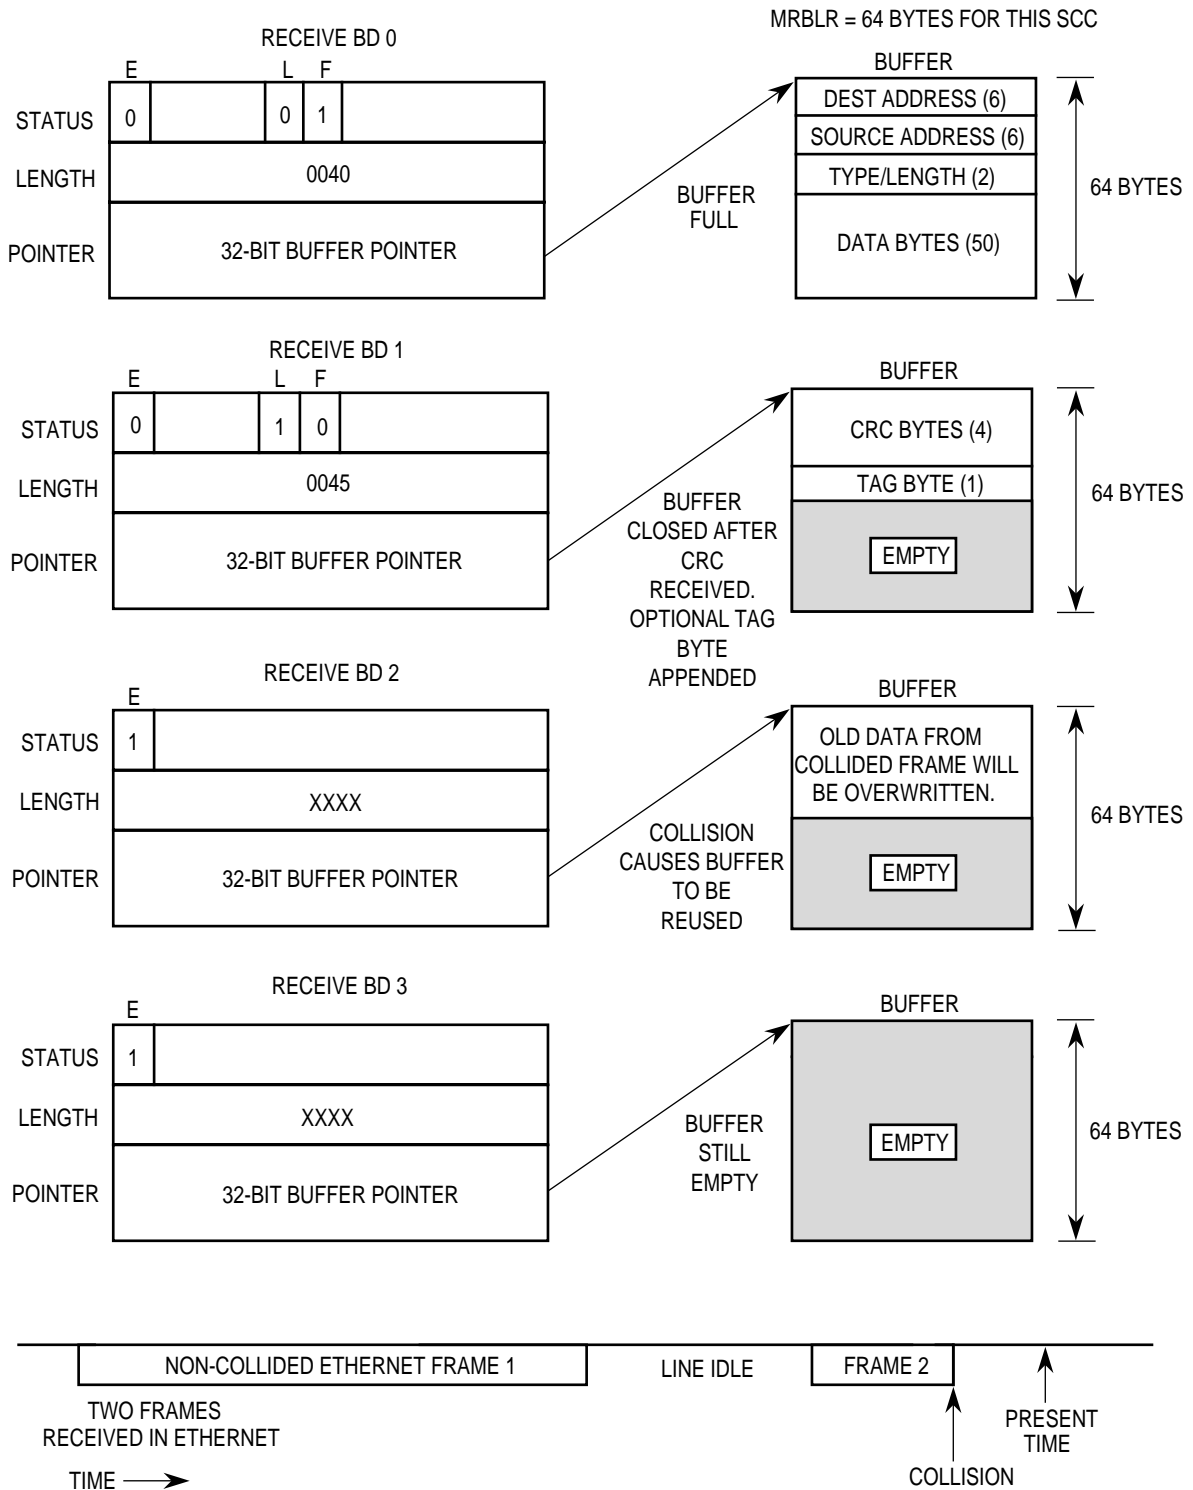 MRBLR = 64 BYTES FOR THIS SCC
RECEIVE BD 0
E L F
STATUS 0 0 1
LENGTH 0040
POINTER 32-BIT BUFFER POINTER
BUFFER
FULL
BUFFER
DEST ADDRESS (6)
SOURCE ADDRESS (6)
TYPE/LENGTH (2)
DATA BYTES (50)
64 BYTES
RECEIVE BD 1
E L F
STATUS 0 1 0
LENGTH 0045
POINTER 32-BIT BUFFER POINTER
BUFFER
CLOSED AFTER
CRC
RECEIVED.
OPTIONAL TAG
BYTE
APPENDED
BUFFER
CRC BYTES (4)
TAG BYTE (1)
EMPTY
64 BYTES
RECEIVE BD 2
E
STATUS 1
LENGTH XXXX
POINTER 32-BIT BUFFER POINTER
COLLISION
CAUSES BUFFER
TO BE
REUSED
BUFFER
OLD DATA FROM
COLLIDED FRAME WILL
BE OVERWRITTEN.
EMPTY
64 BYTES
RECEIVE BD 3
E
STATUS 1
LENGTH XXXX
POINTER 32-BIT BUFFER POINTER
BUFFER
STILL
EMPTY
BUFFER
EMPTY
64 BYTES
NON-COLLIDED ETHERNET FRAME 1 LINE IDLE FRAME 2
TWO FRAMES
RECEIVED IN ETHERNET
TIME
COLLISION
PRESENT
TIME